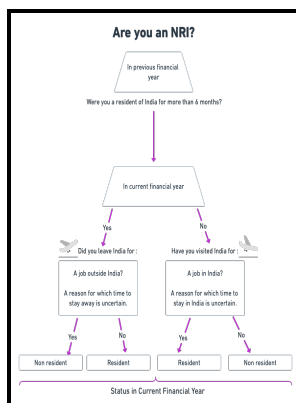 Are you an NRI?
In previous financial
year
Were you a resident of India for more than 6 months?
In current financial year
Yes
No
Did you leave India for :
Have you visited India for :
A job outside India?
A reason for which time to
stay away is uncertain.
A job in India?
A reason for which time to
stay in India is uncertain.
Yes
No
Yes
No
Non resident
Resident
Resident
Non resident
Status in Current Financial Year